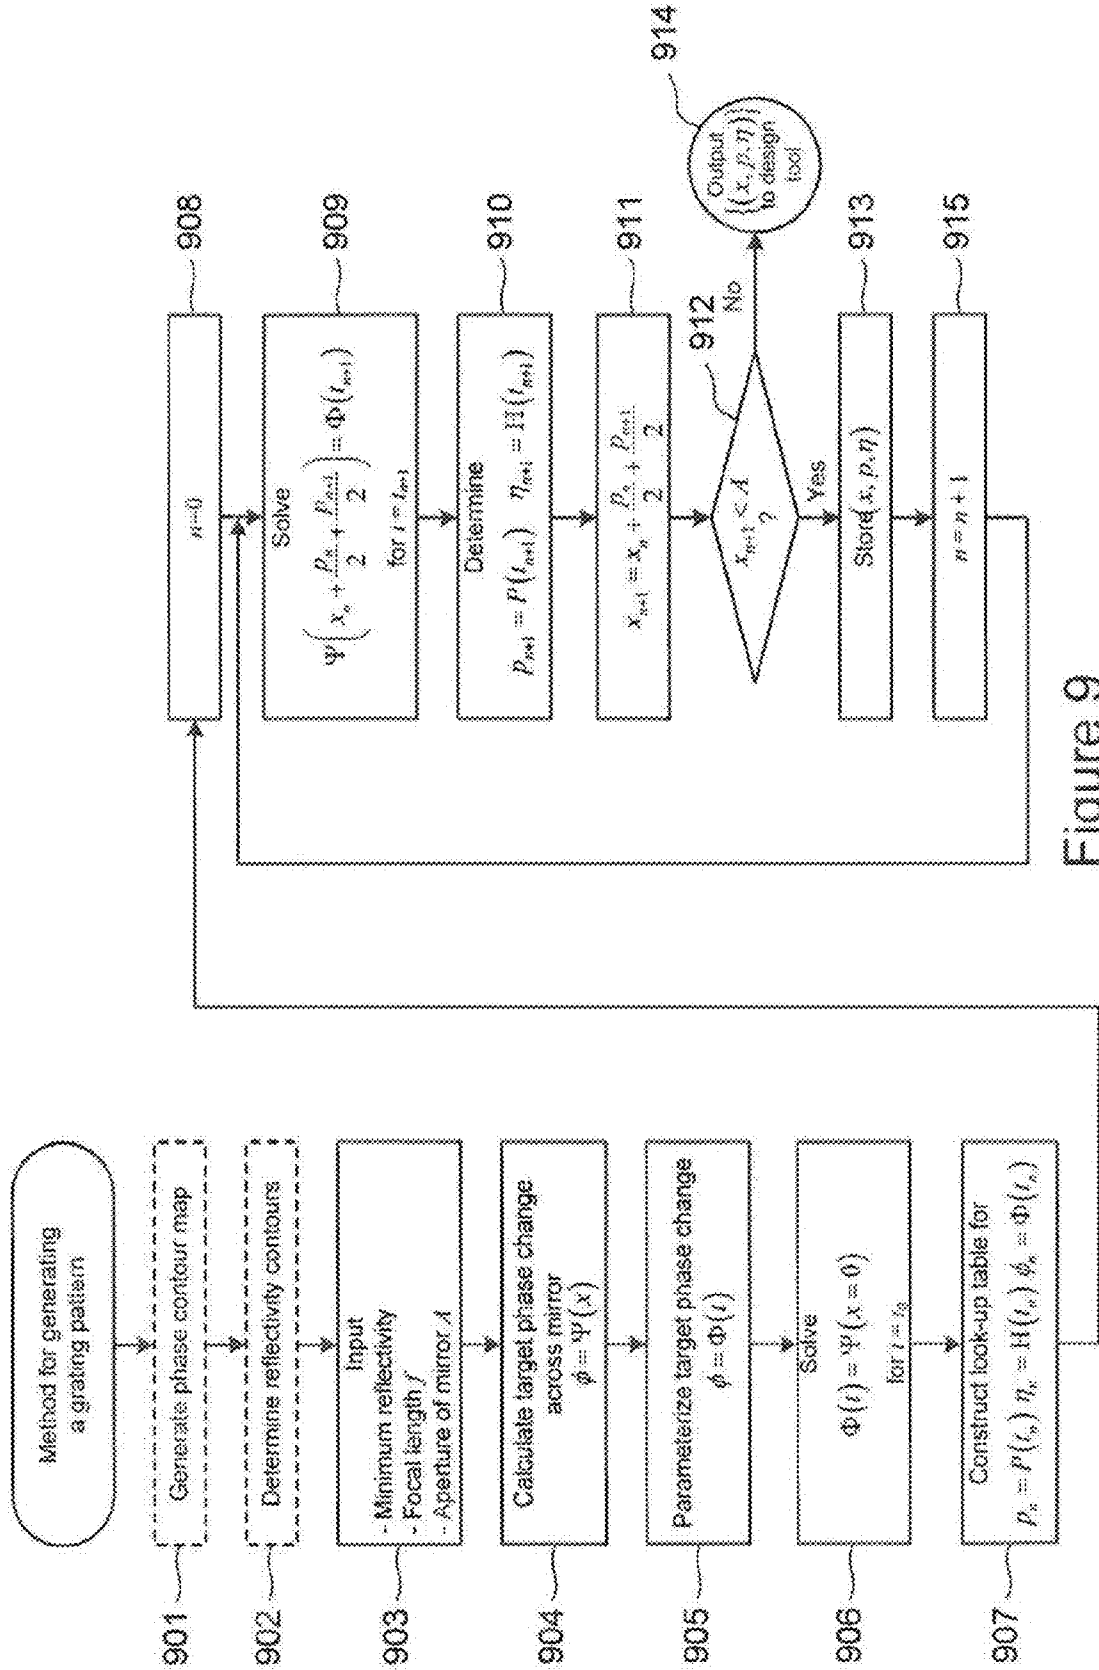 Method for generating
a grating pattern
901
Generate phase contour map
902
Determine reflectivity contours
903
Input
- Minimum reflectivity
- Focal length f
- Aperture of mirror A
904
Calculate target phase change
across mirror
ϕ = Ψ(x)
905
Parameterize target phase change
ϕ = Φ(t)
906
Solve
Φ(t) = Ψ(x = 0)
for t = t₀
907
Construct look-up table for
pₙ = P(tₙ) ηₙ = H(tₙ) ϕₙ = Φ(tₙ)
908
n=0
909
Solve
Ψ(xₙ + pₙ/2 + pₙ₊₁/2) = Φ(tₙ₊₁)
for t = tₙ₊₁
910
Determine
pₙ₊₁ = P(tₙ₊₁) ηₙ₊₁ = H(tₙ₊₁)
911
xₙ₊₁ = xₙ + pₙ/2 + pₙ₊₁/2
912
xₙ₊₁ < A
?
No
Yes
914
Output
{(x, p, η)}
to design
tool
913
Store(x, p, η)
915
n = n + 1
Figure 9